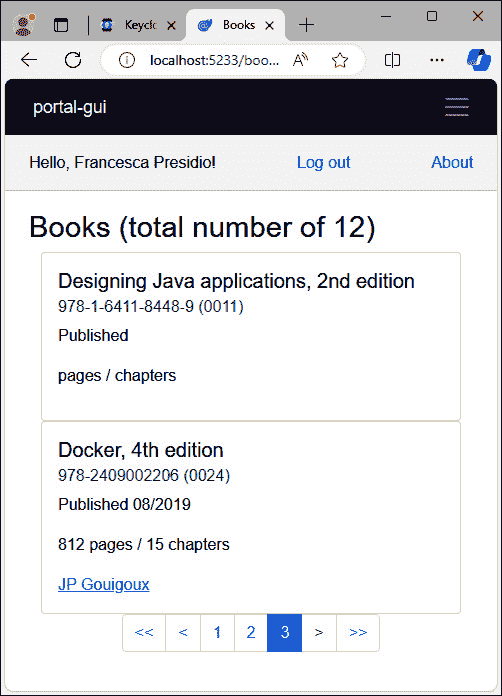 Keyclo
Books
localhost:5233/boo...
portal-gui
Hello, Francesca Presidio!
Log out
About
Books (total number of 12)
Designing Java applications, 2nd edition
978-1-6411-8448-9 (0011)
Published
pages / chapters
Docker, 4th edition
978-2409002206 (0024)
Published 08/2019
812 pages / 15 chapters
JP Gouigoux
<< < 1 2 3 > >>